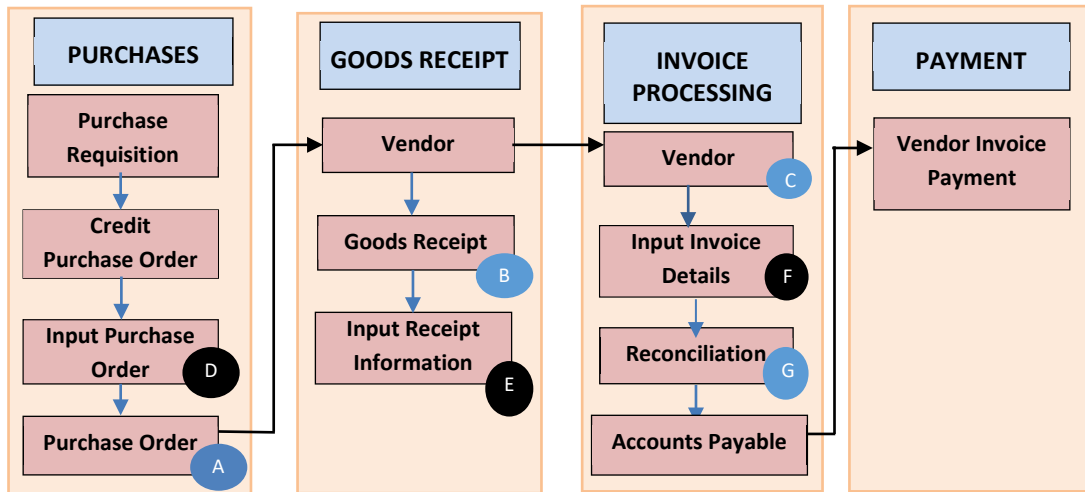 PURCHASES
Purchase
Requisition
Credit
Purchase Order
Input Purchase
Order
D
Purchase Order
A
GOODS RECEIPT
Vendor
Goods Receipt
B
Input Receipt
Information
E
INVOICE
PROCESSING
Vendor
C
Input Invoice
Details
F
Reconciliation
G
Accounts Payable
PAYMENT
Vendor Invoice
Payment